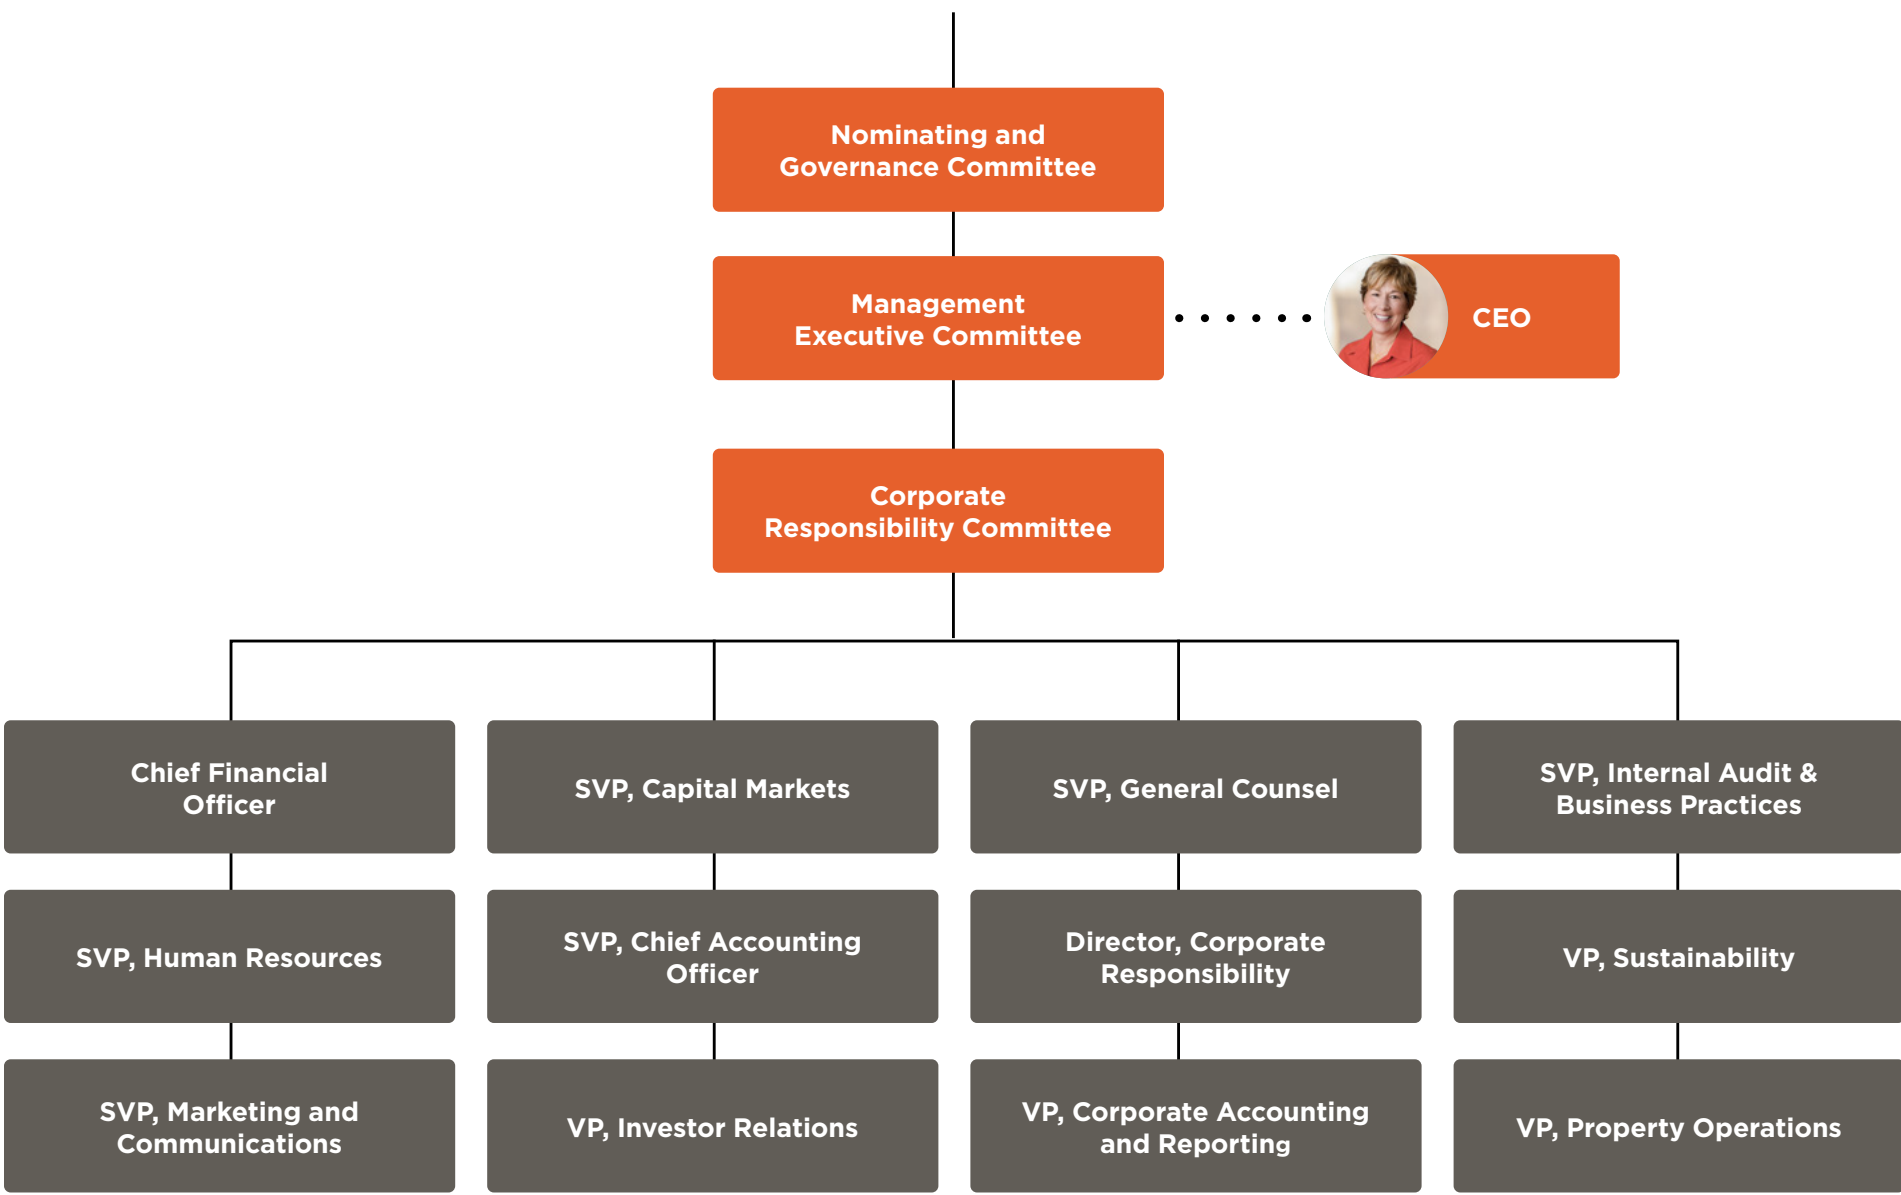 Nominating and
Governance Committee
Management
Executive Committee
CEO
Corporate
Responsibility Committee
Chief Financial
Officer
SVP, Capital Markets
SVP, General Counsel
SVP, Internal Audit &
Business Practices
SVP, Human Resources
SVP, Chief Accounting
Officer
Director, Corporate
Responsibility
VP, Sustainability
SVP, Marketing and
Communications
VP, Investor Relations
VP, Corporate Accounting
and Reporting
VP, Property Operations